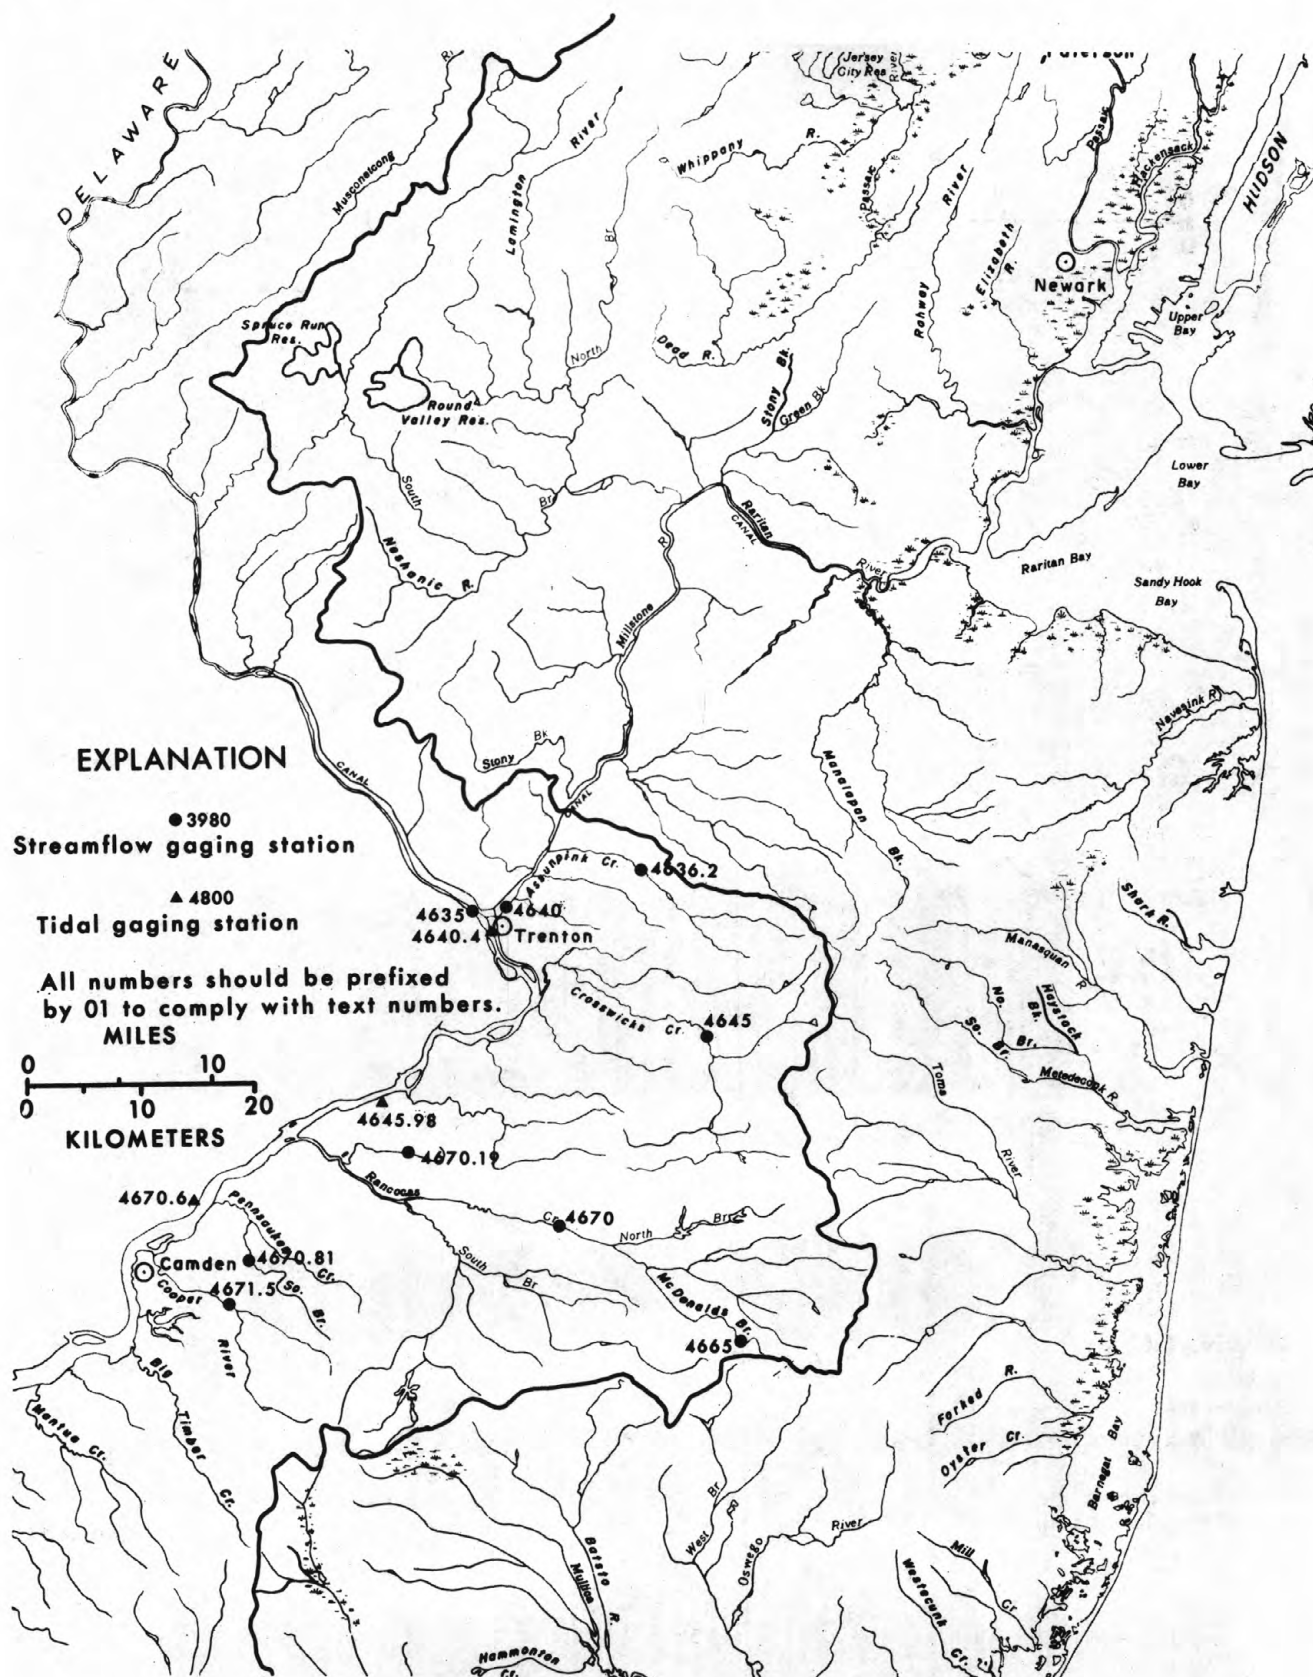 Paterson
Jersey
City Res.
River
DELAWARE
R.
River
Whippany R.
Passaic
River
Passaic
Hackensack
HUDSON
Musconetcong
Lamington
Br.
Elizabeth
R.
Newark
Rahway
Upper
Bay
Spruce Run
Res.
North
Dead R.
Stony Bk.
Green Bk
Round
Valley Res.
Lower
Bay
South
Br.
Raritan
CANAL
Neshanic R.
R.
River
Raritan Bay
Sandy Hook
Bay
Millstone
Navesink R.
EXPLANATION
Stony Bk
CANAL
CANAL
Manalapan
Bk.
3980
Streamflow gaging station
4800
Tidal gaging station
Assunpink Cr.
4636.2
4635
4640
4640.4
Trenton
Shark R.
Manasquan
R.
All numbers should be prefixed
by 01 to comply with text numbers.
MILES
0 10
0 10 20
KILOMETERS
Crosswicks Cr.
4645
No.
Br.
Haystack
Bk.
So.
Br.
Metedeconk R.
Toms
River
4645.98
4670.19
Rancocas
Cr.
4670
North
Br.
4670.6
Pennsauken
Cr.
Camden
4670.81
So.
Br.
Cooper
River
4671.5
South
Br.
McDonalds
Br.
4665
Big
Timber
Cr.
Mantua Cr.
Forked R.
Oyster Cr.
Barnegat Bay
West Br.
Oswego
River
Batsto
R.
Mullica
Mill
Cr
Westecunk
Cr.
Hammonton
Cr.